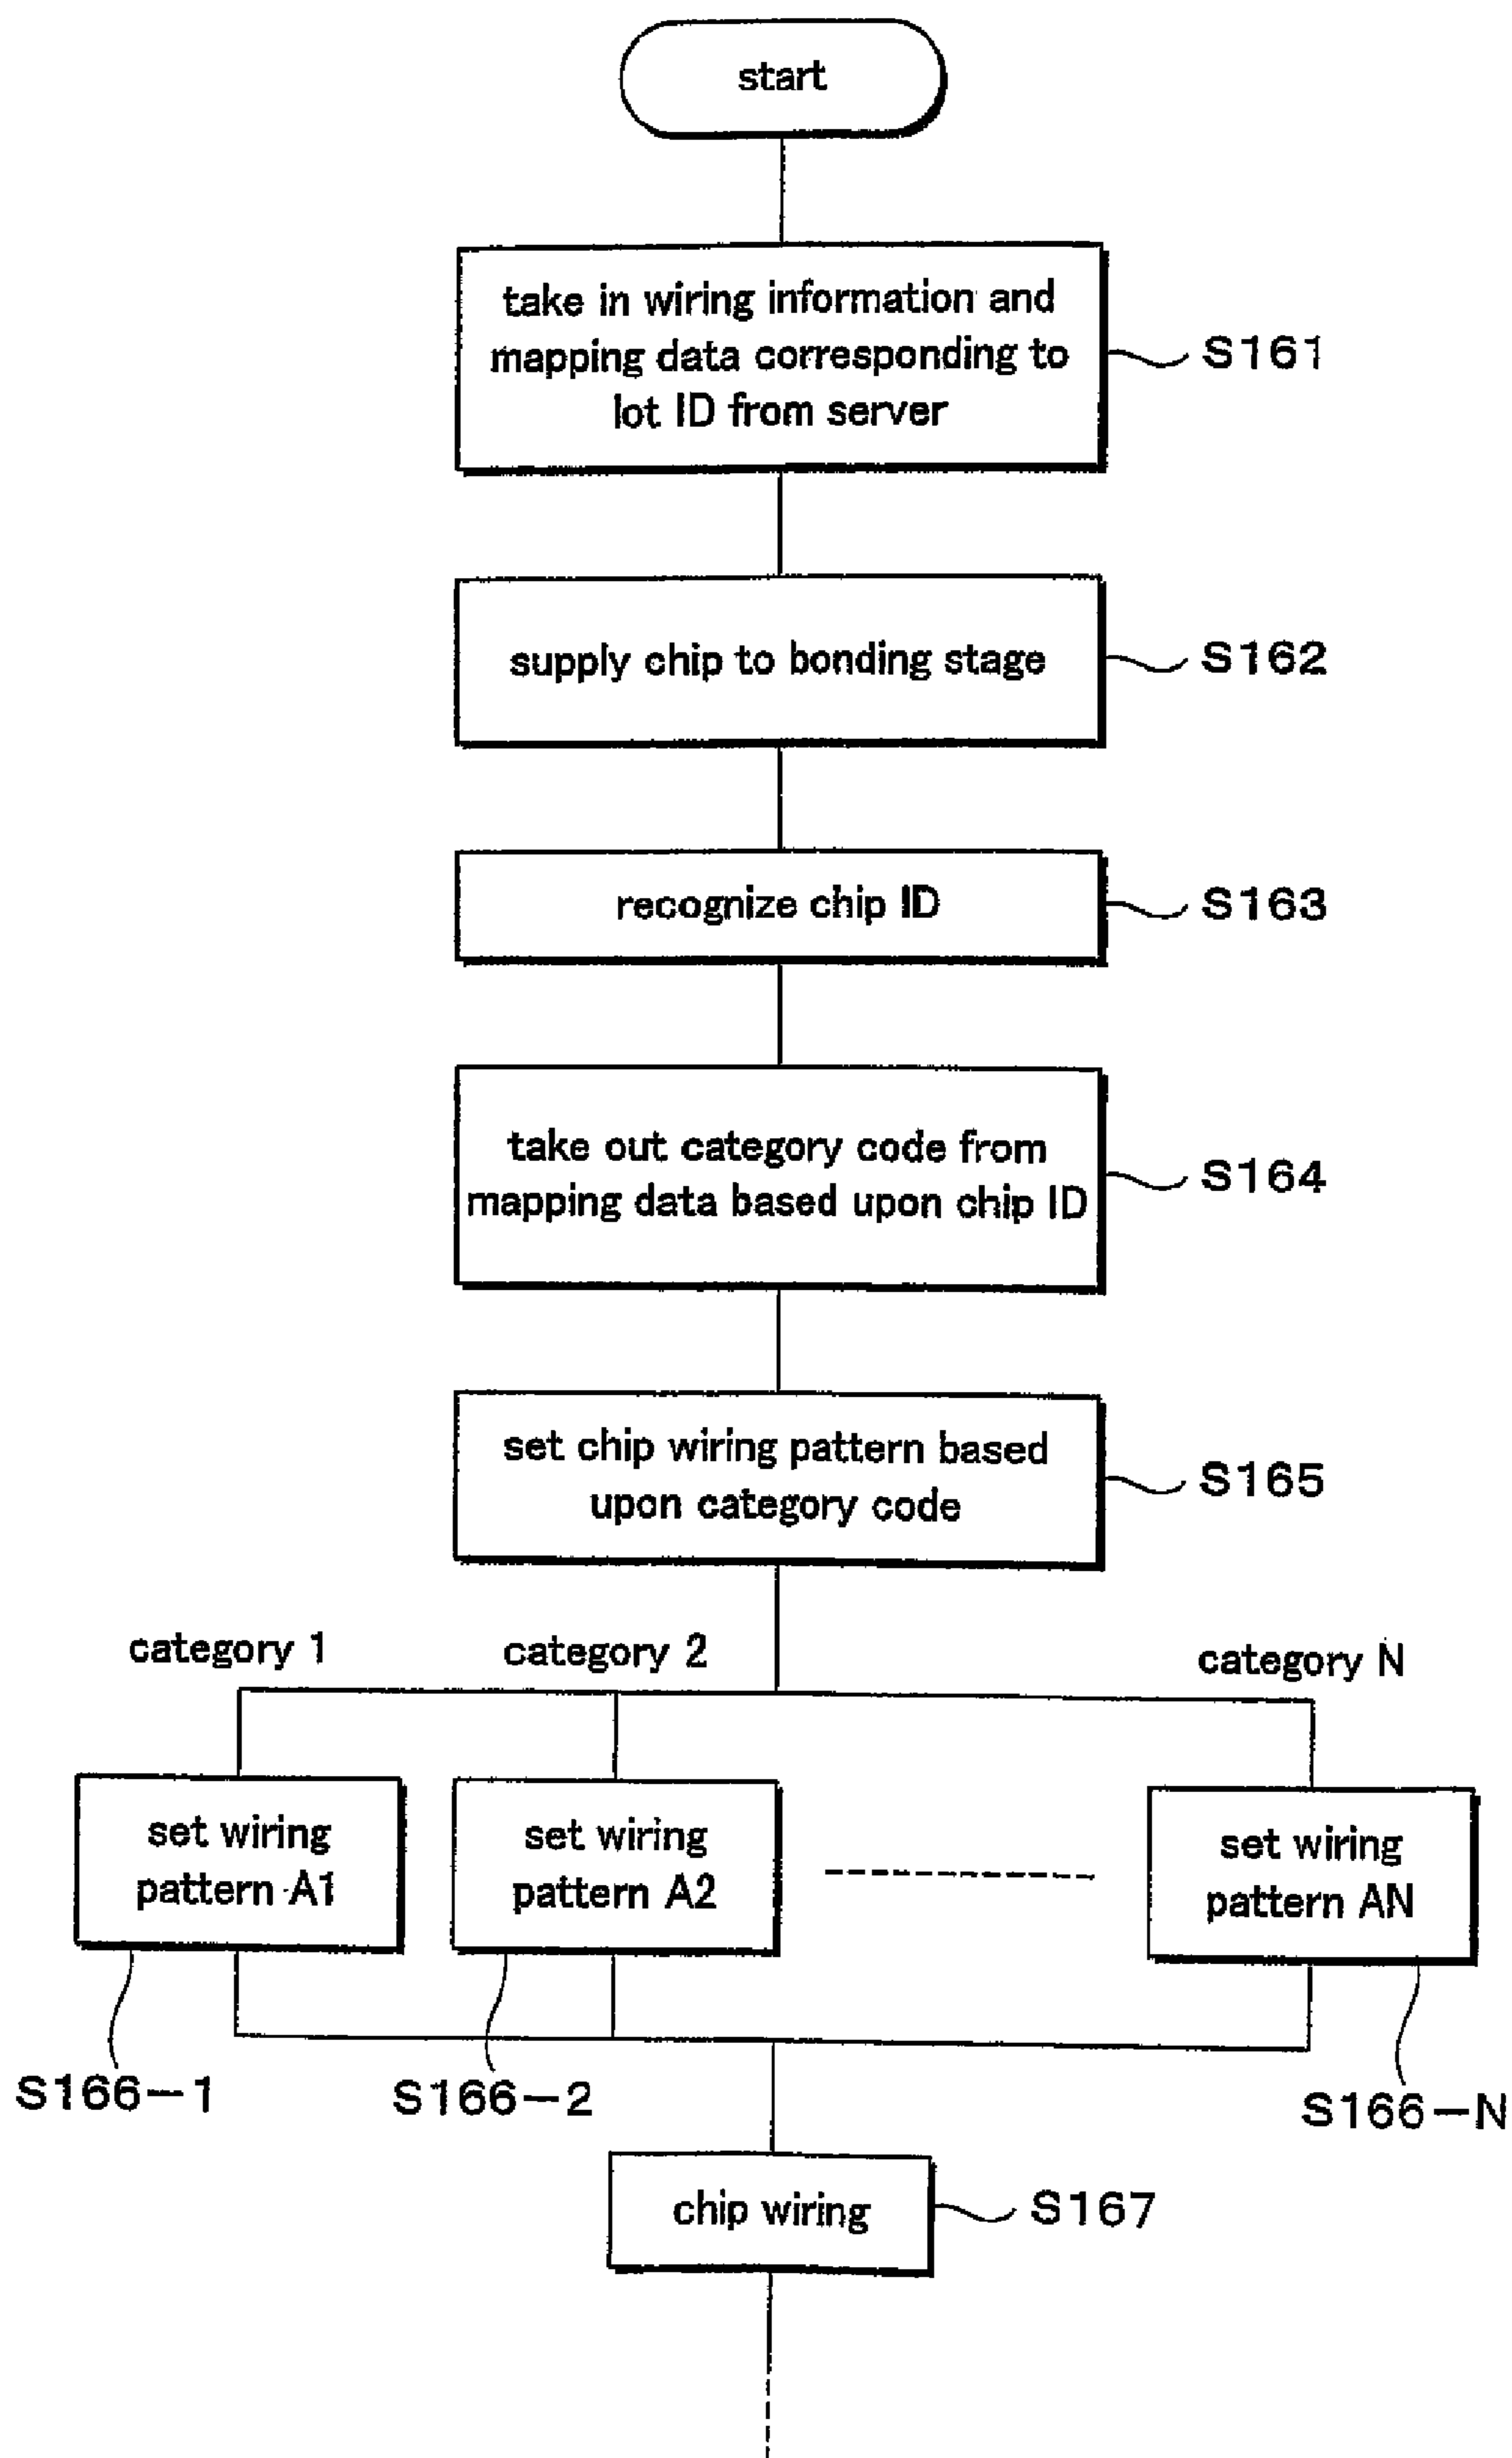 start
take in wiring information and
mapping data corresponding to
lot ID from server
S161
supply chip to bonding stage
S162
recognize chip ID
S163
take out category code from
mapping data based upon chip ID
S164
set chip wiring pattern based
upon category code
S165
category 1
category 2
category N
set wiring
pattern A1
set wiring
pattern A2
set wiring
pattern AN
S166-1
S166-2
S166-N
chip wiring
S167